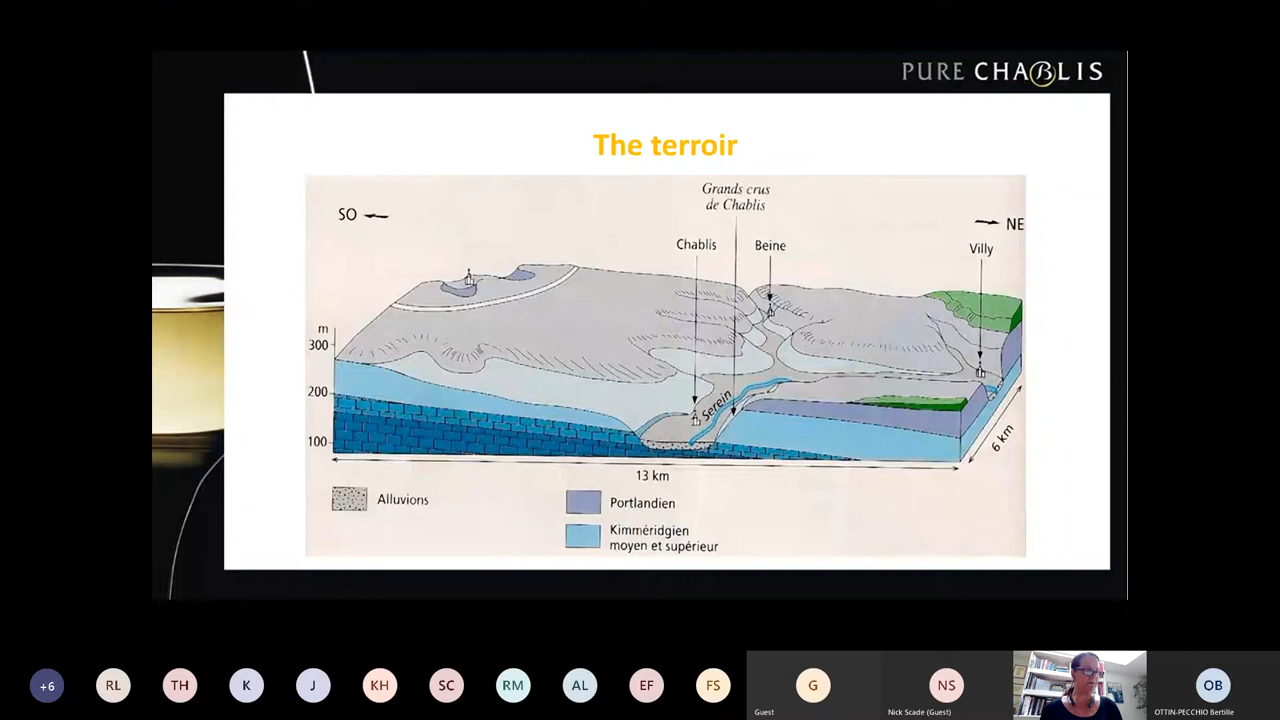 PURE CHABLIS
The terroir
Grands crus
de Chablis
SO
NE
Chablis
Beine
Villy
m
300
200
100
Serein
6 km
13 km
Alluvions
Portlandien
Kimméridgien
moyen et supérieur
+6
RL
TH
K
J
KH
SC
RM
AL
EF
FS
G
Guest
NS
Nick Scade (Guest)
OB
OTTIN-PECCHIO Bertille